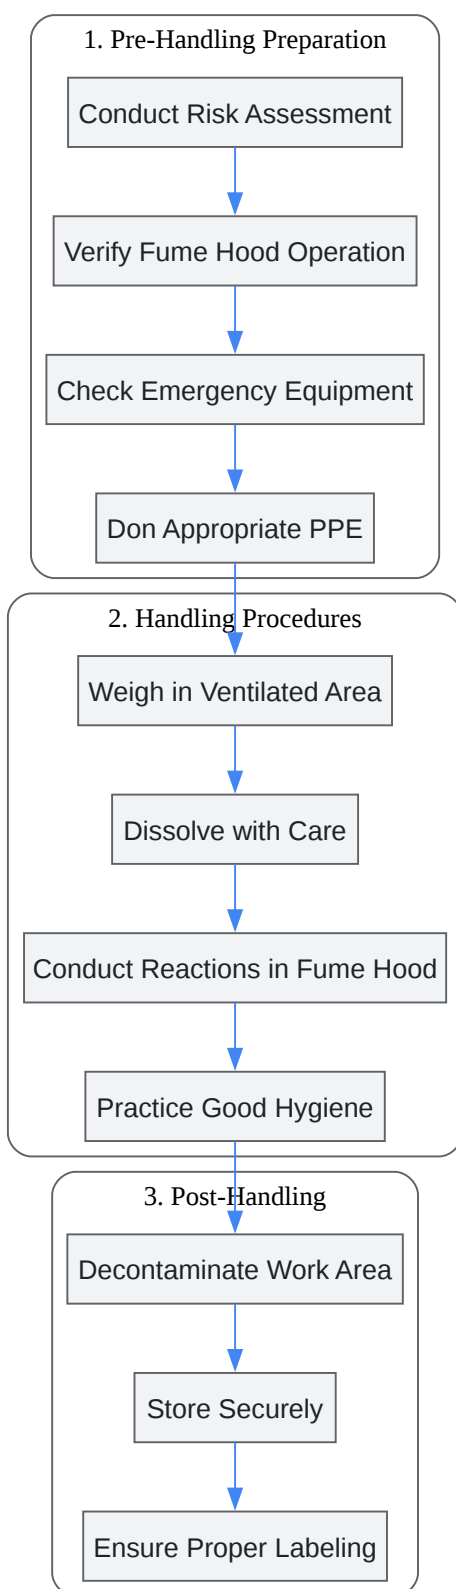 1. Pre-Handling Preparation
Conduct Risk Assessment
Verify Fume Hood Operation
Check Emergency Equipment
Don Appropriate PPE
2. Handling Procedures
Weigh in Ventilated Area
Dissolve with Care
Conduct Reactions in Fume Hood
Practice Good Hygiene
3. Post-Handling
Decontaminate Work Area
Store Securely
Ensure Proper Labeling